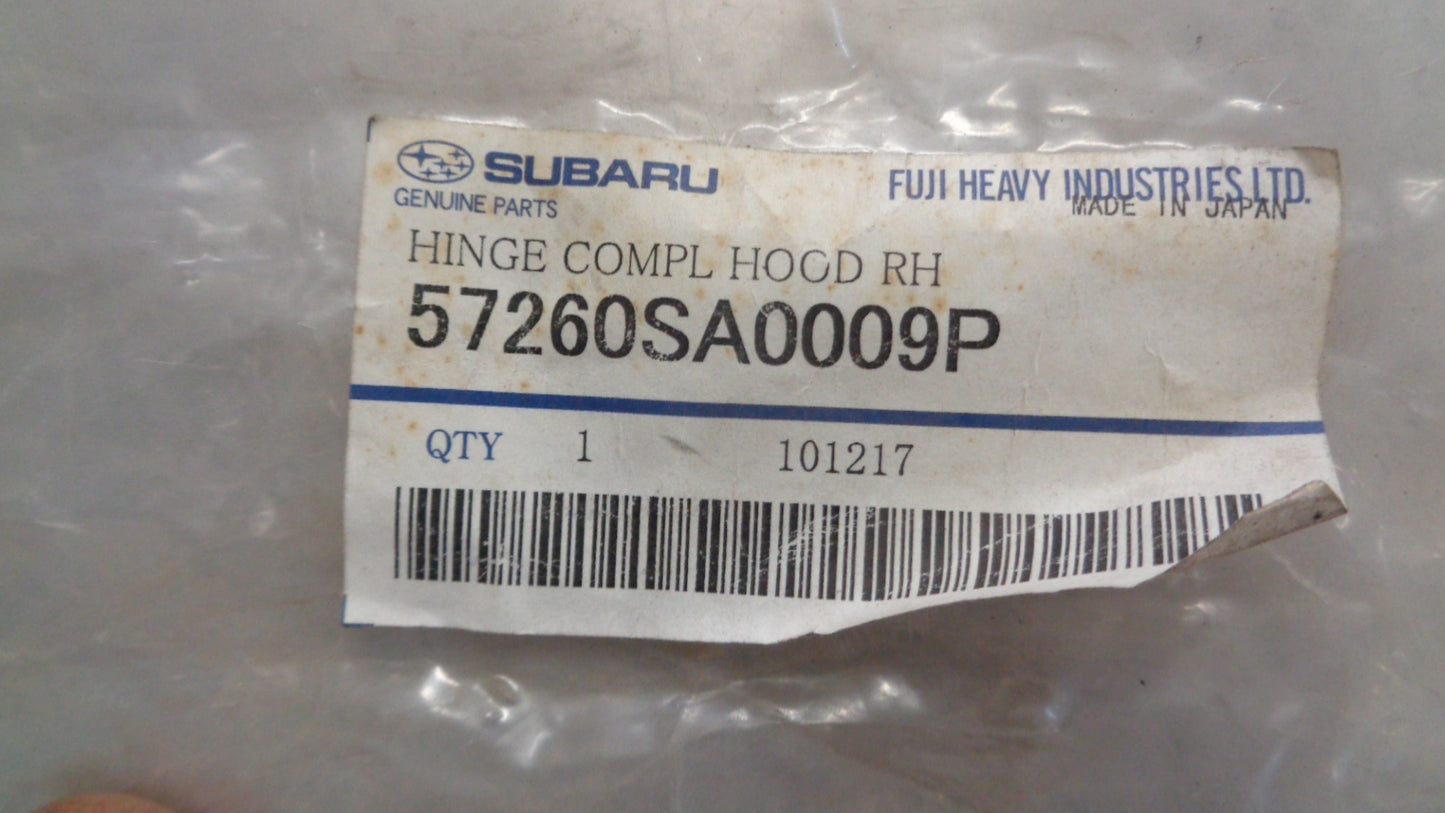 SUBARU FUJI HEAVY INDUSTRIES,LTD.
GENUINE PARTS MADE IN JAPAN
HINGE COMPL HOOD RH
57260SA0009P
QTY 1 101217